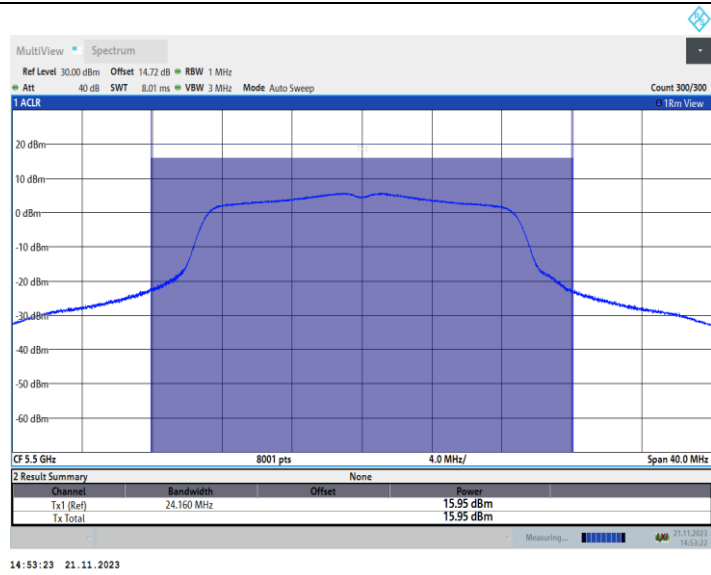 MultiView Spectrum
Ref Level 30.00 dBm Offset 14.72 dB RBW 1 MHz
Att 40 dB SWT 8.01 ms VBW 3 MHz Mode Auto Sweep Count 300/300
1 ACLR 1Rm View
20 dBm
10 dBm
0 dBm
-10 dBm
-20 dBm
-30 dBm
-40 dBm
-50 dBm
-60 dBm
CF 5.5 GHz 8001 pts 4.0 MHz/ Span 40.0 MHz
2 Result Summary None
Channel Bandwidth Offset Power
Tx1 (Ref) 24.160 MHz 15.95 dBm
Tx Total 15.95 dBm
Measuring... 21.11.2023
14:53:22
14:53:23 21.11.2023